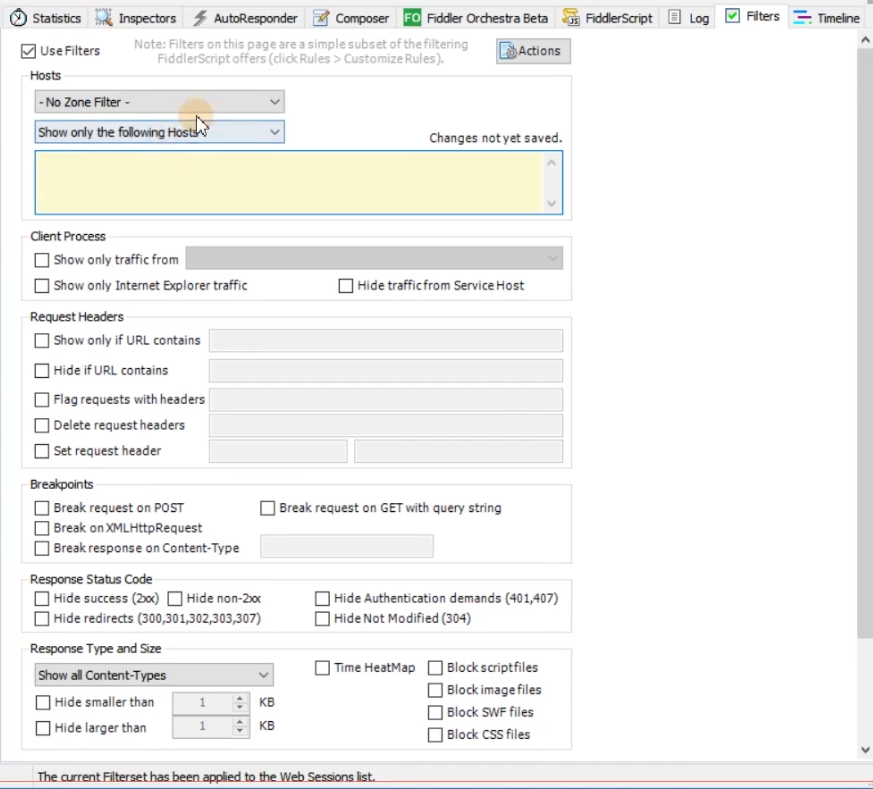 Statistics Inspectors AutoResponder Composer FO Fiddler Orchestra Beta FiddlerScript Log Filters Timeline
Use Filters
Note: Filters on this page are a simple subset of the filtering
FiddlerScript offers (click Rules > Customize Rules).
Actions
Hosts
- No Zone Filter -
Show only the following Hosts
Changes not yet saved.
Client Process
Show only traffic from
Show only Internet Explorer traffic Hide traffic from Service Host
Request Headers
Show only if URL contains
Hide if URL contains
Flag requests with headers
Delete request headers
Set request header
Breakpoints
Break request on POST Break request on GET with query string
Break on XMLHttpRequest
Break response on Content-Type
Response Status Code
Hide success (2xx) Hide non-2xx Hide Authentication demands (401,407)
Hide redirects (300,301,302,303,307) Hide Not Modified (304)
Response Type and Size
Show all Content-Types Time HeatMap Block script files
Block image files
Hide smaller than 1 KB
Block SWF files
Hide larger than 1 KB
Block CSS files
The current Filterset has been applied to the Web Sessions list.